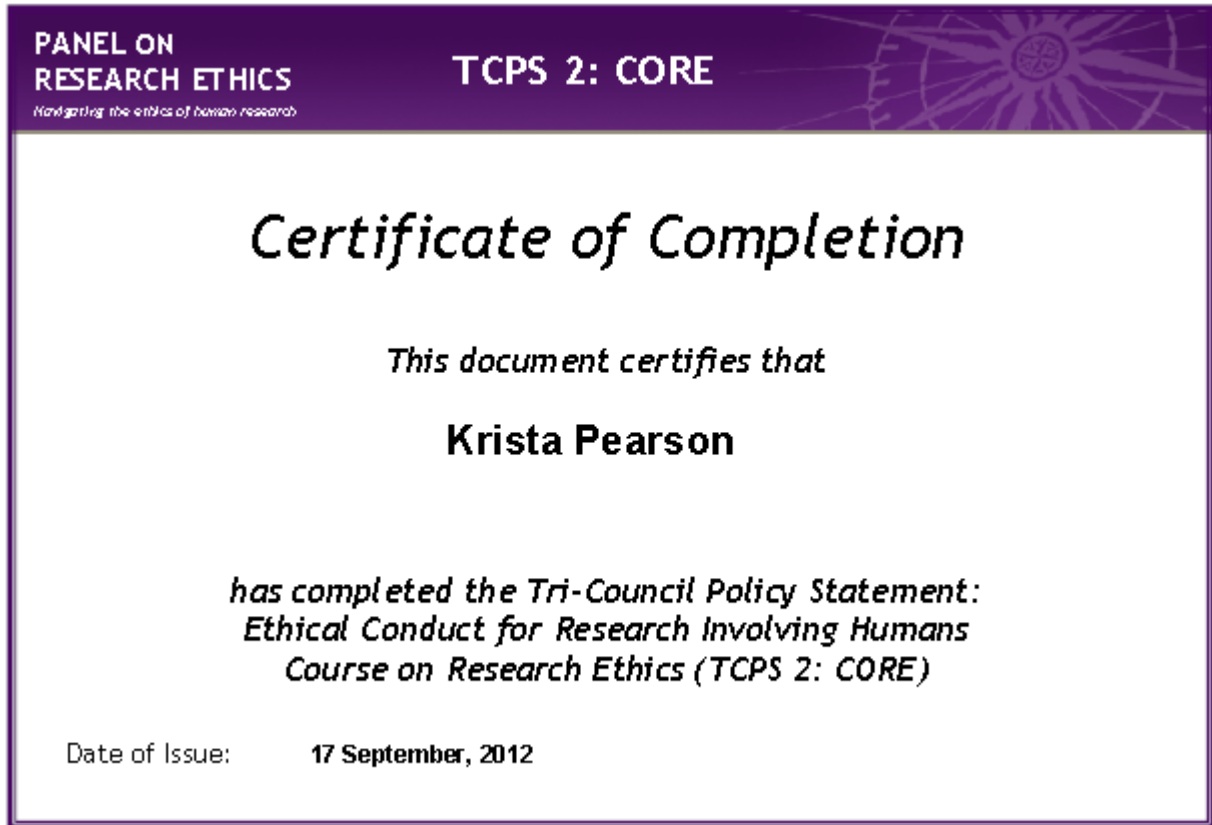 PANEL ON
RESEARCH ETHICS
Navigating the ethics of human research
TCPS 2: CORE
Certificate of Completion
This document certifies that
Krista Pearson
has completed the Tri-Council Policy Statement:
Ethical Conduct for Research Involving Humans
Course on Research Ethics (TCPS 2: CORE)
Date of Issue: 17 September, 2012